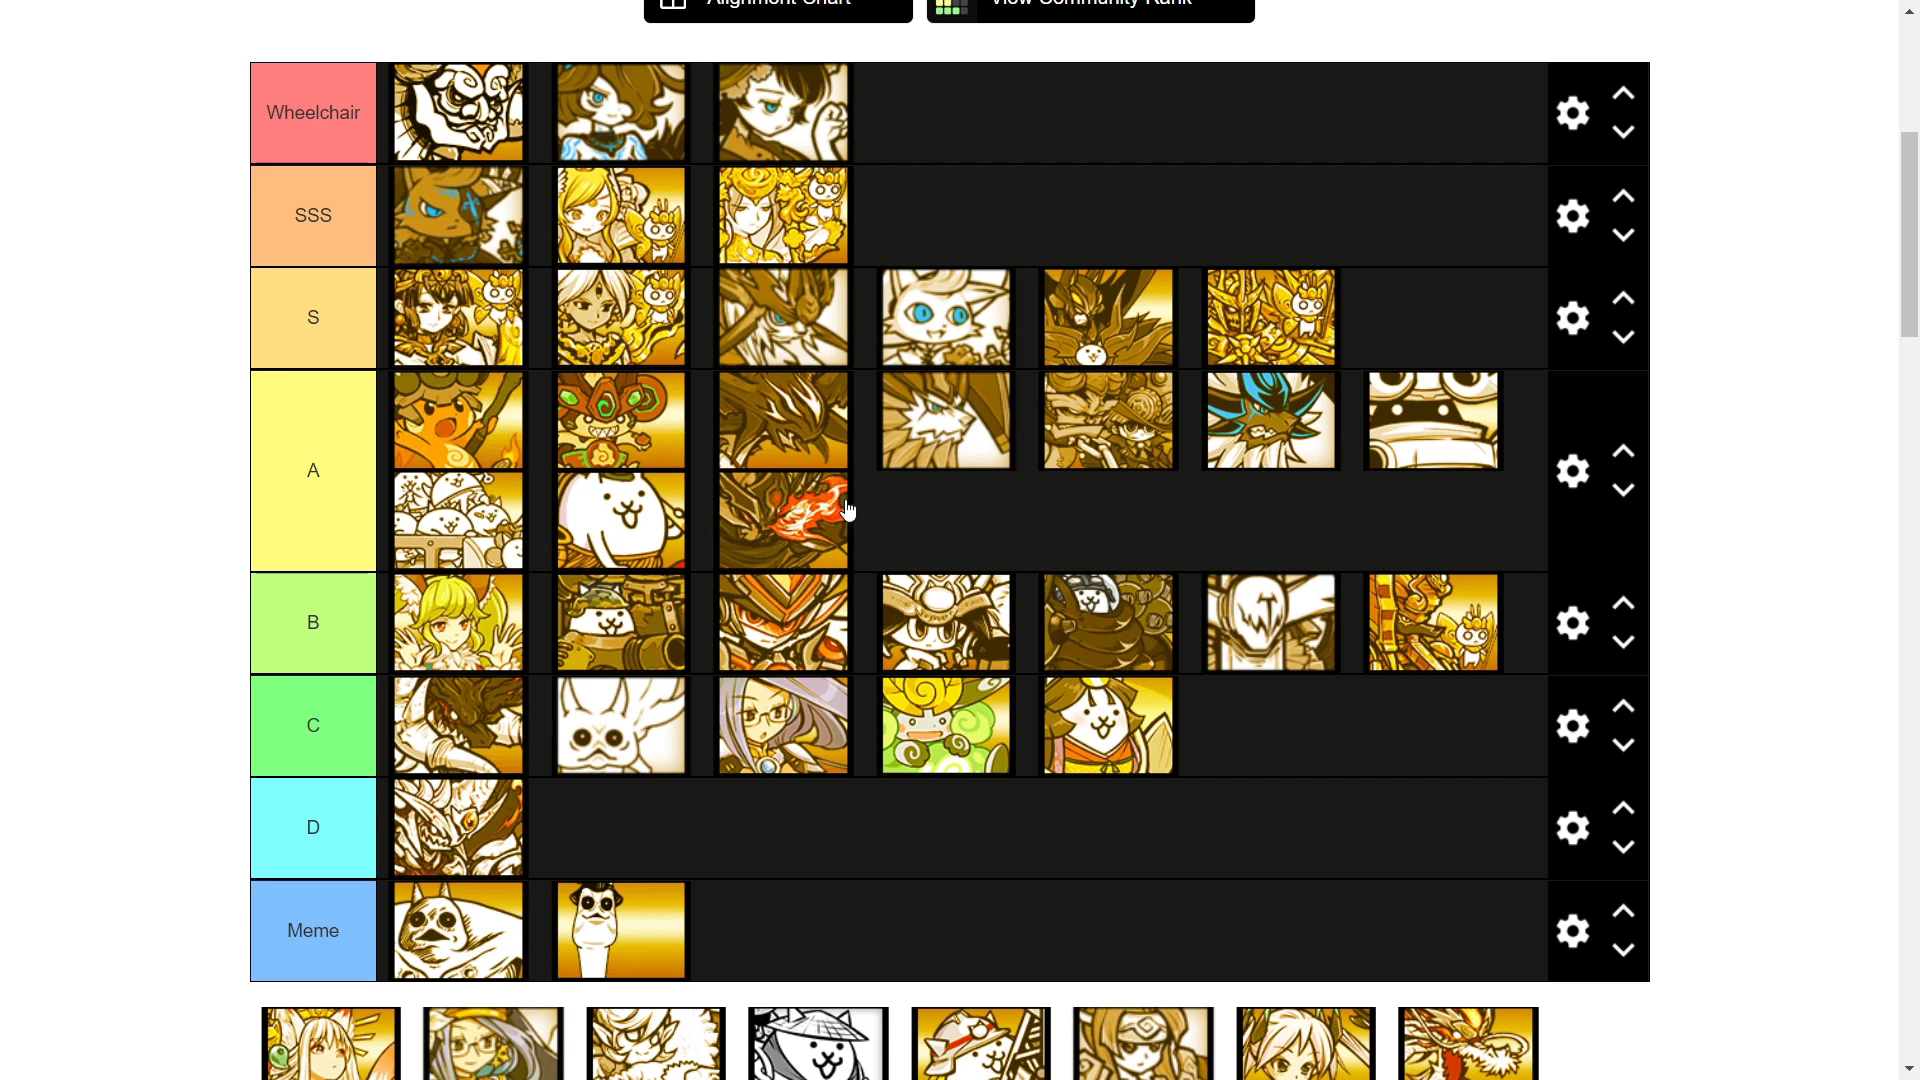 Alignment Chart
View Community Rank
Wheelchair
SSS
S
A
B
C
D
Meme